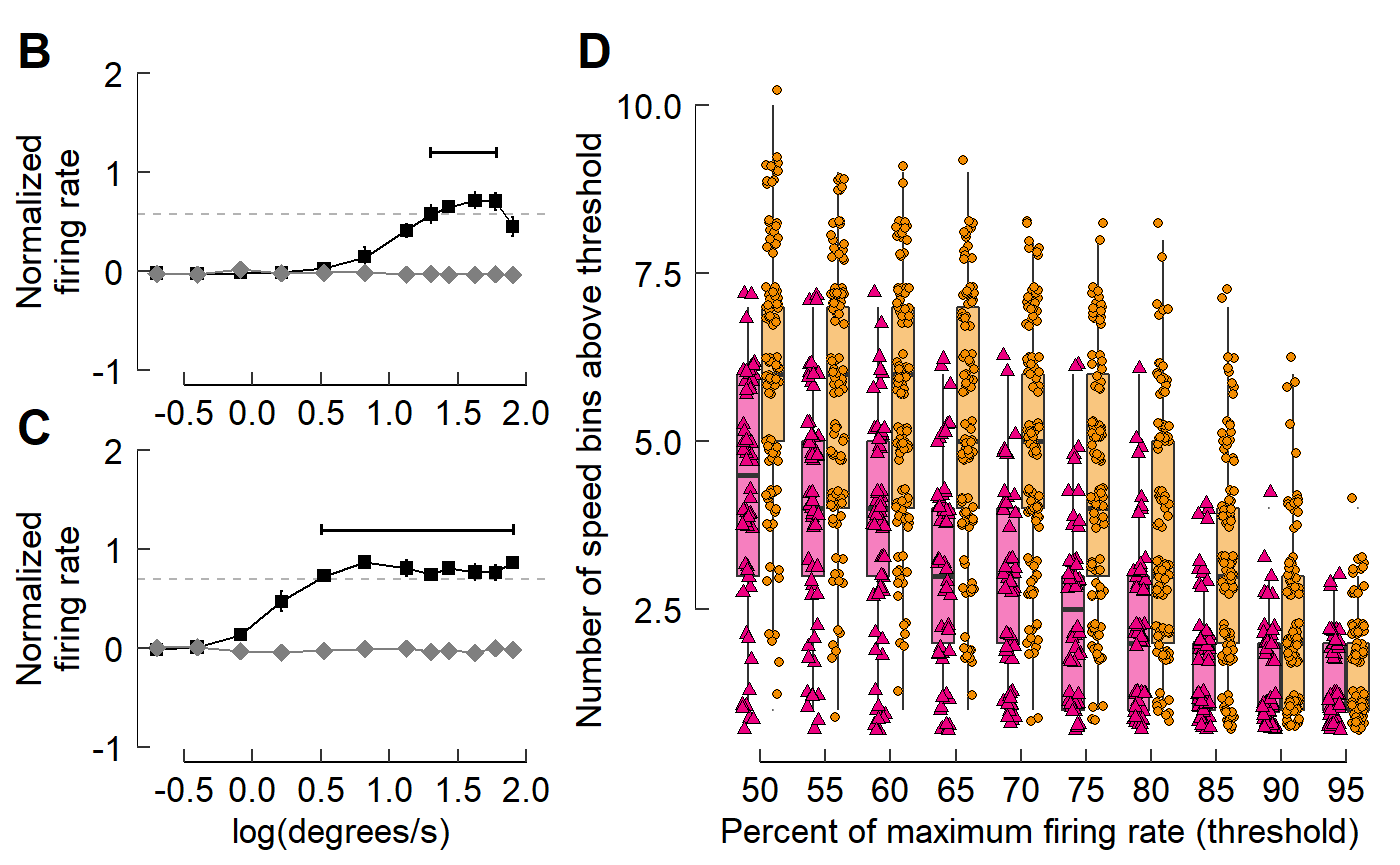 B
2
1
0
-1
Normalized
firing rate
-0.5 0.0 0.5 1.0 1.5 2.0
C
2
1
0
-1
Normalized
firing rate
-0.5 0.0 0.5 1.0 1.5 2.0
log(degrees/s)
D
10.0
7.5
5.0
2.5
Number of speed bins above threshold
50 55 60 65 70 75 80 85 90 95
Percent of maximum firing rate (threshold)